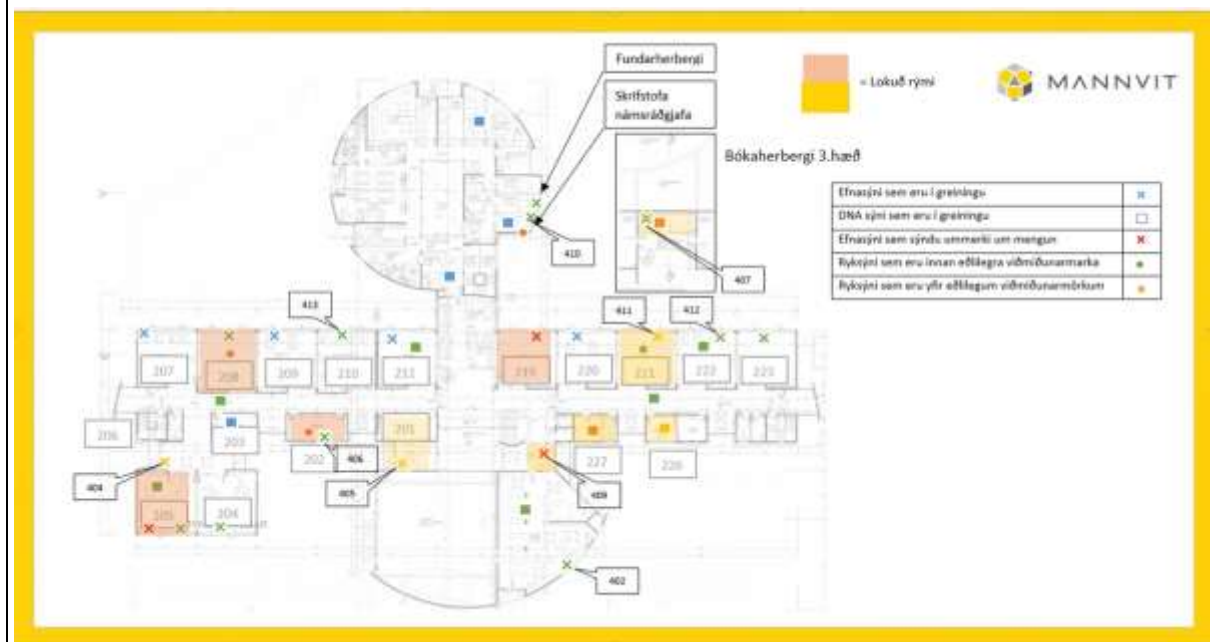 Fundarherbergi
Skrifstofa
námsráðgjafa
= Lokuð rými
MANNVIT
Bókaherbergi 3.hæð
Efnasýni sem eru í greiningu
DNA sýni sem eru í greiningu
Efnasýni sem sýndu ummerki um mengun
Ryksýni sem eru innan eðlilegra viðmiðunarmarka
Ryksýni sem eru yfir eðlilegum viðmiðunarmörkum
410
407
413
411
412
207
208
209
210
211
219
220
221
222
223
206
203
202
406
201
227
228
404
405
409
205
204
402